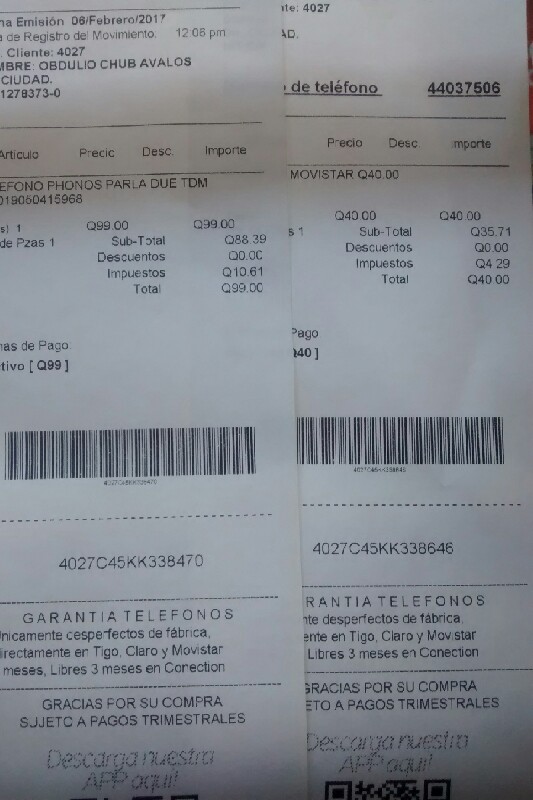 na Emisión 06/Febrero/2017
a de Registro del Movimiento. 12:06 pm
. Cliente: 4027
MBRE: OBDULIO CHUB AVALOS
CIUDAD.
1278373-0
Artículo Precio Desc. Importe
EFONO PHONOS PARLA DUE TDM
019060415968
s) 1 Q99.00 Q99.00
de Pzas 1 Sub-Total Q88.39
Descuentos Q0.00
Impuestos Q10.61
Total Q99.00
nas de Pago
tivo [ Q99 ]
4027C45KK338470
4027C45KK338470
GARANTIA TELEFONOS
Unicamente desperfectos de fábrica,
irectamente en Tigo, Claro y Movistar
meses, Libres 3 meses en Conection
GRACIAS POR SU COMPRA
SUJETO A PAGOS TRIMESTRALES
Descarga nuestra
APP aqui!
nte: 4027
AD.
de teléfono 44037506
Precio Desc. mporte
MOVISTAR Q40.00
Q40.00 Q40.00
s 1 Sub-Total Q35.71
Descuentos Q0.00
Impuestos Q4.29
Total Q40.00
Pago
40 ]
4027C45KK338646
4027C45KK338646
RANTIA TELEFONOS
nte desperfectos de fábrica,
ente en Tigo, Claro y Movistar
Libres 3 meses en Conection
GRACIAS POR SU COMPRA
ETO A PAGOS TRIMESTRALES
Descarga nuestra
APP aqui!